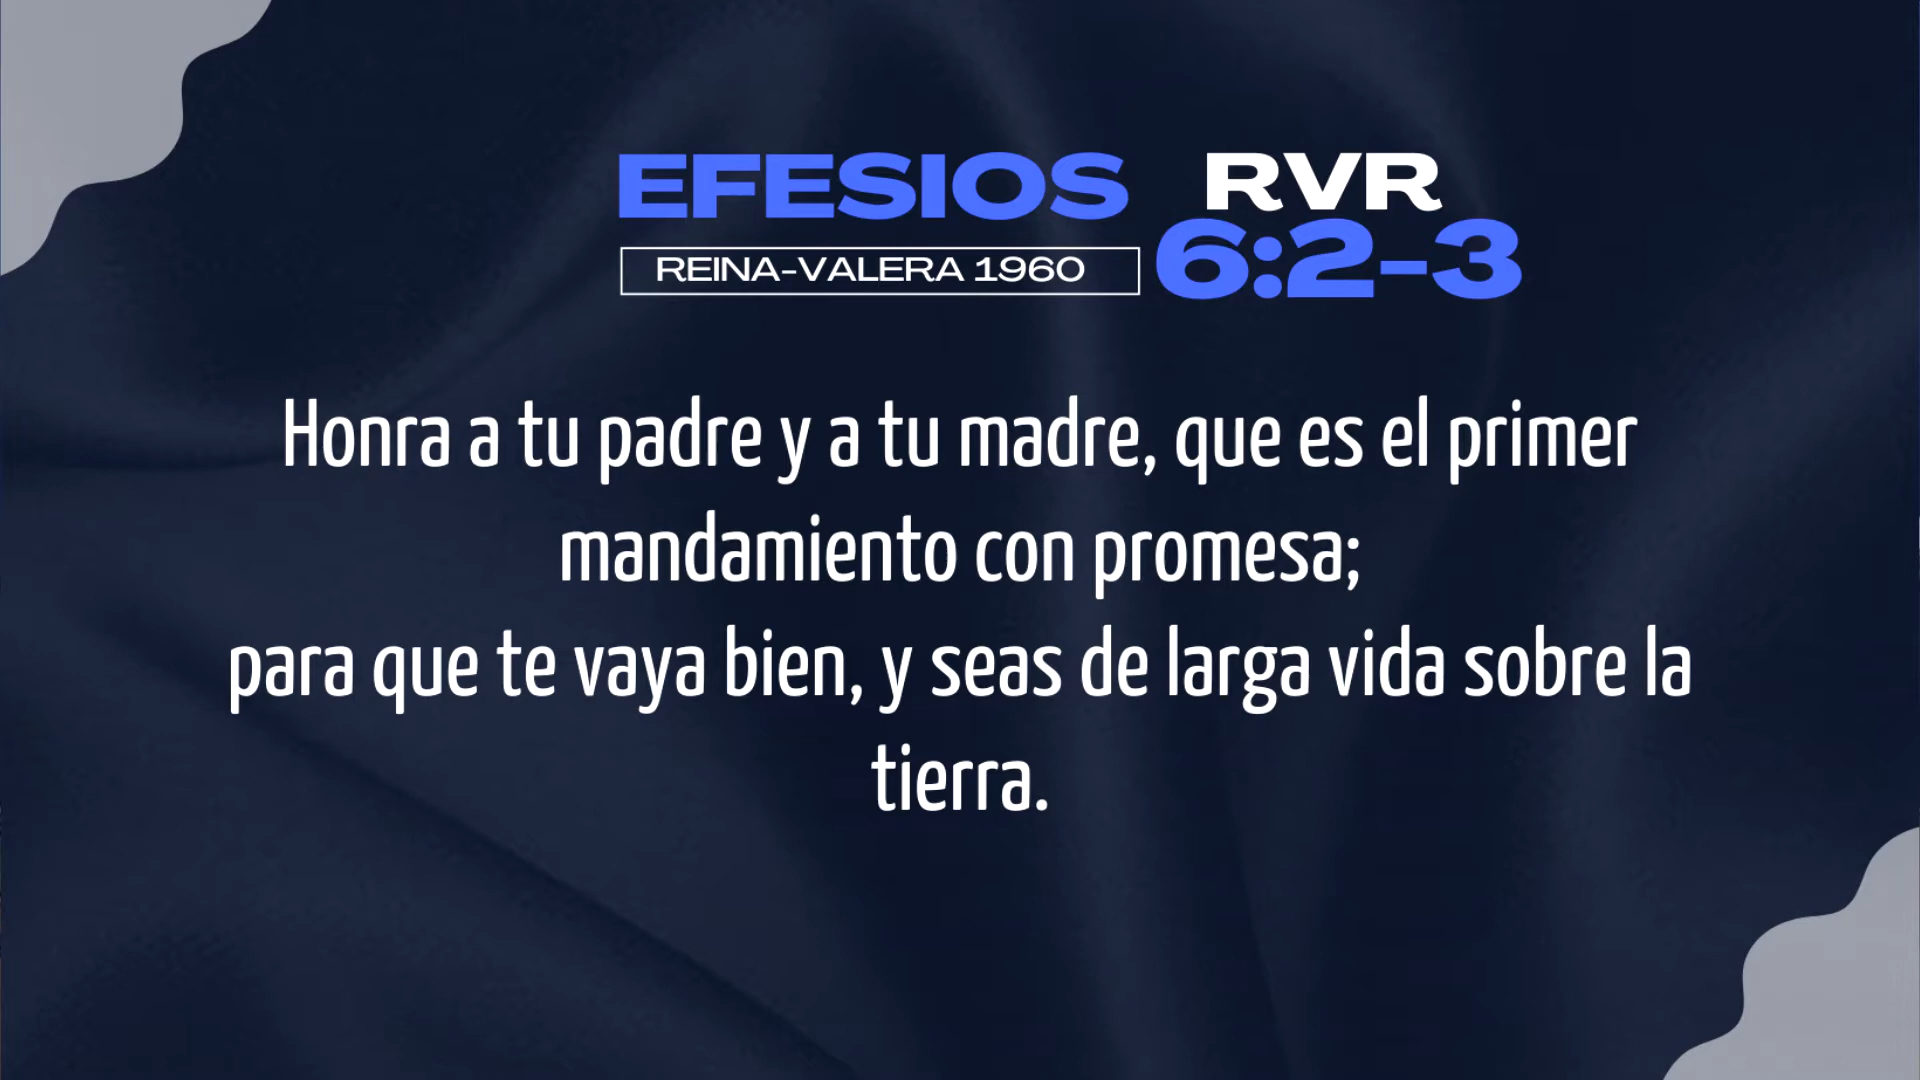 EFESIOS RVR
REINA-VALERA 1960 6:2-3
Honra a tu padre y a tu madre, que es el primer
mandamiento con promesa;
para que te vaya bien, y seas de larga vida sobre la
tierra.